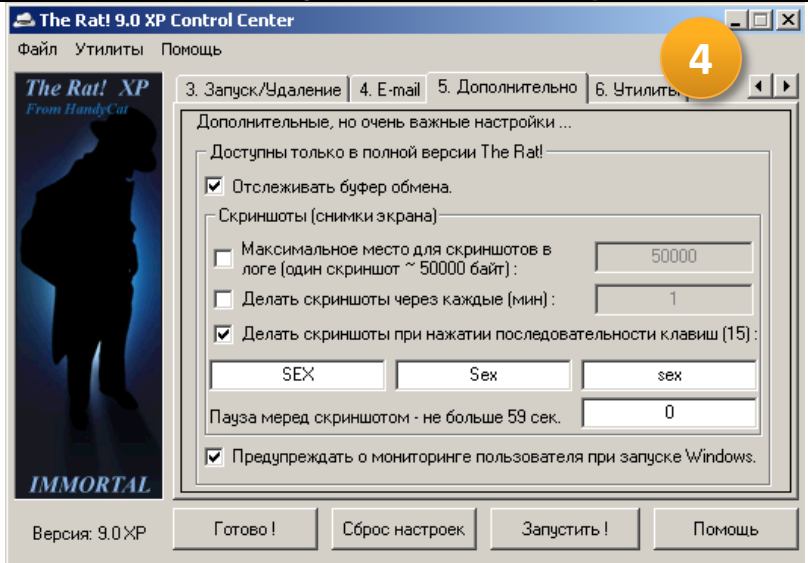 The Rat! 9.0 XP Control Center
Файл Утилиты Помощь
4
The Rat! XP
From HandyCat
3. Запуск/Удаление 4. E-mail 5. Дополнительно 6. Утилиты
Дополнительные, но очень важные настройки ...
Доступны только в полной версии The Rat!
Отслеживать буфер обмена.
Скриншоты (снимки экрана)
Максимальное место для скриншотов в
логе (один скриншот ~ 50000 байт) :
50000
Делать скриншоты через каждые (мин) :
1
Делать скриншоты при нажатии последовательности клавиш (15) :
SEX Sex sex
Пауза меред скриншотом - не больше 59 сек.
0
Предупреждать о мониторинге пользователя при запуске Windows.
IMMORTAL
Версия: 9.0 XP
Готово ! Сброс настроек Запустить ! Помощь